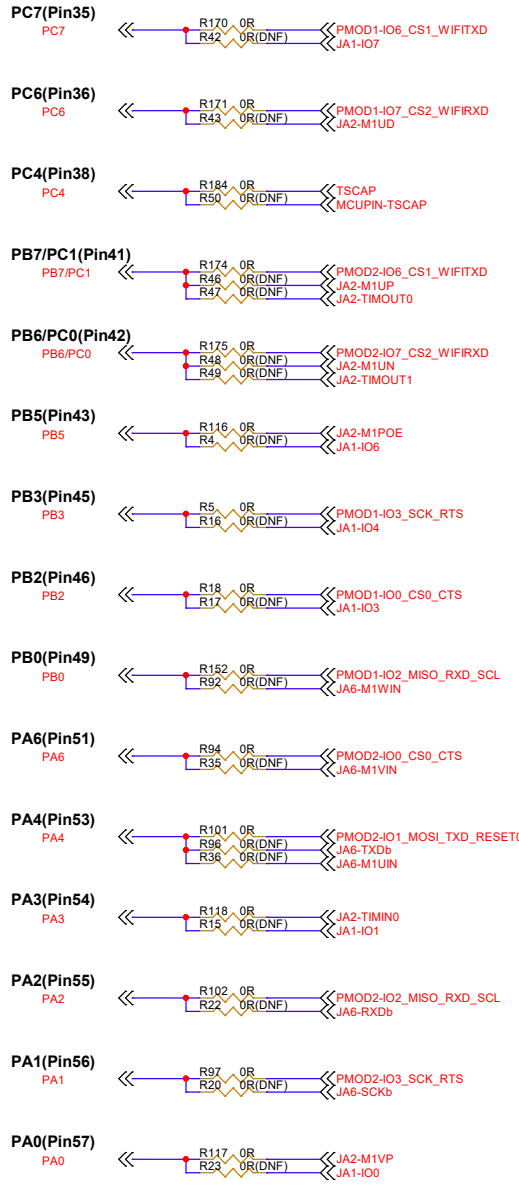 PC7(Pin35)
PC7
R170 0R PMOD1-IO6_CS1_WIFITXD
R42 0R(DNF) JA1-IO7
PC6(Pin36)
PC6
R171 0R PMOD1-IO7_CS2_WIFIRXD
R43 0R(DNF) JA2-M1UD
PC4(Pin38)
PC4
R184 0R TSCAP
R50 0R(DNF) MCUPIN-TSCAP
PB7/PC1(Pin41)
PB7/PC1
R174 0R PMOD2-IO6_CS1_WIFITXD
R46 0R(DNF) JA2-M1UP
R47 0R(DNF) JA2-TIMOUT0
PB6/PC0(Pin42)
PB6/PC0
R175 0R PMOD2-IO7_CS2_WIFIRXD
R48 0R(DNF) JA2-M1UN
R49 0R(DNF) JA2-TIMOUT1
PB5(Pin43)
PB5
R116 0R JA2-M1POE
R4 0R(DNF) JA1-IO6
PB3(Pin45)
PB3
R5 0R PMOD1-IO3_SCK_RTS
R16 0R(DNF) JA1-IO4
PB2(Pin46)
PB2
R18 0R PMOD1-IO0_CS0_CTS
R17 0R(DNF) JA1-IO3
PB0(Pin49)
PB0
R152 0R PMOD1-IO2_MISO_RXD_SCL
R92 0R(DNF) JA6-M1WIN
PA6(Pin51)
PA6
R94 0R PMOD2-IO0_CS0_CTS
R35 0R(DNF) JA6-M1VIN
PA4(Pin53)
PA4
R101 0R PMOD2-IO1_MOSI_TXD_RESET0
R96 0R(DNF) JA6-TXDb
R36 0R(DNF) JA6-M1UIN
PA3(Pin54)
PA3
R118 0R JA2-TIMIN0
R15 0R(DNF) JA1-IO1
PA2(Pin55)
PA2
R102 0R PMOD2-IO2_MISO_RXD_SCL
R22 0R(DNF) JA6-RXDb
PA1(Pin56)
PA1
R97 0R PMOD2-IO3_SCK_RTS
R20 0R(DNF) JA6-SCKb
PA0(Pin57)
PA0
R117 0R JA2-M1VP
R23 0R(DNF) JA1-IO0